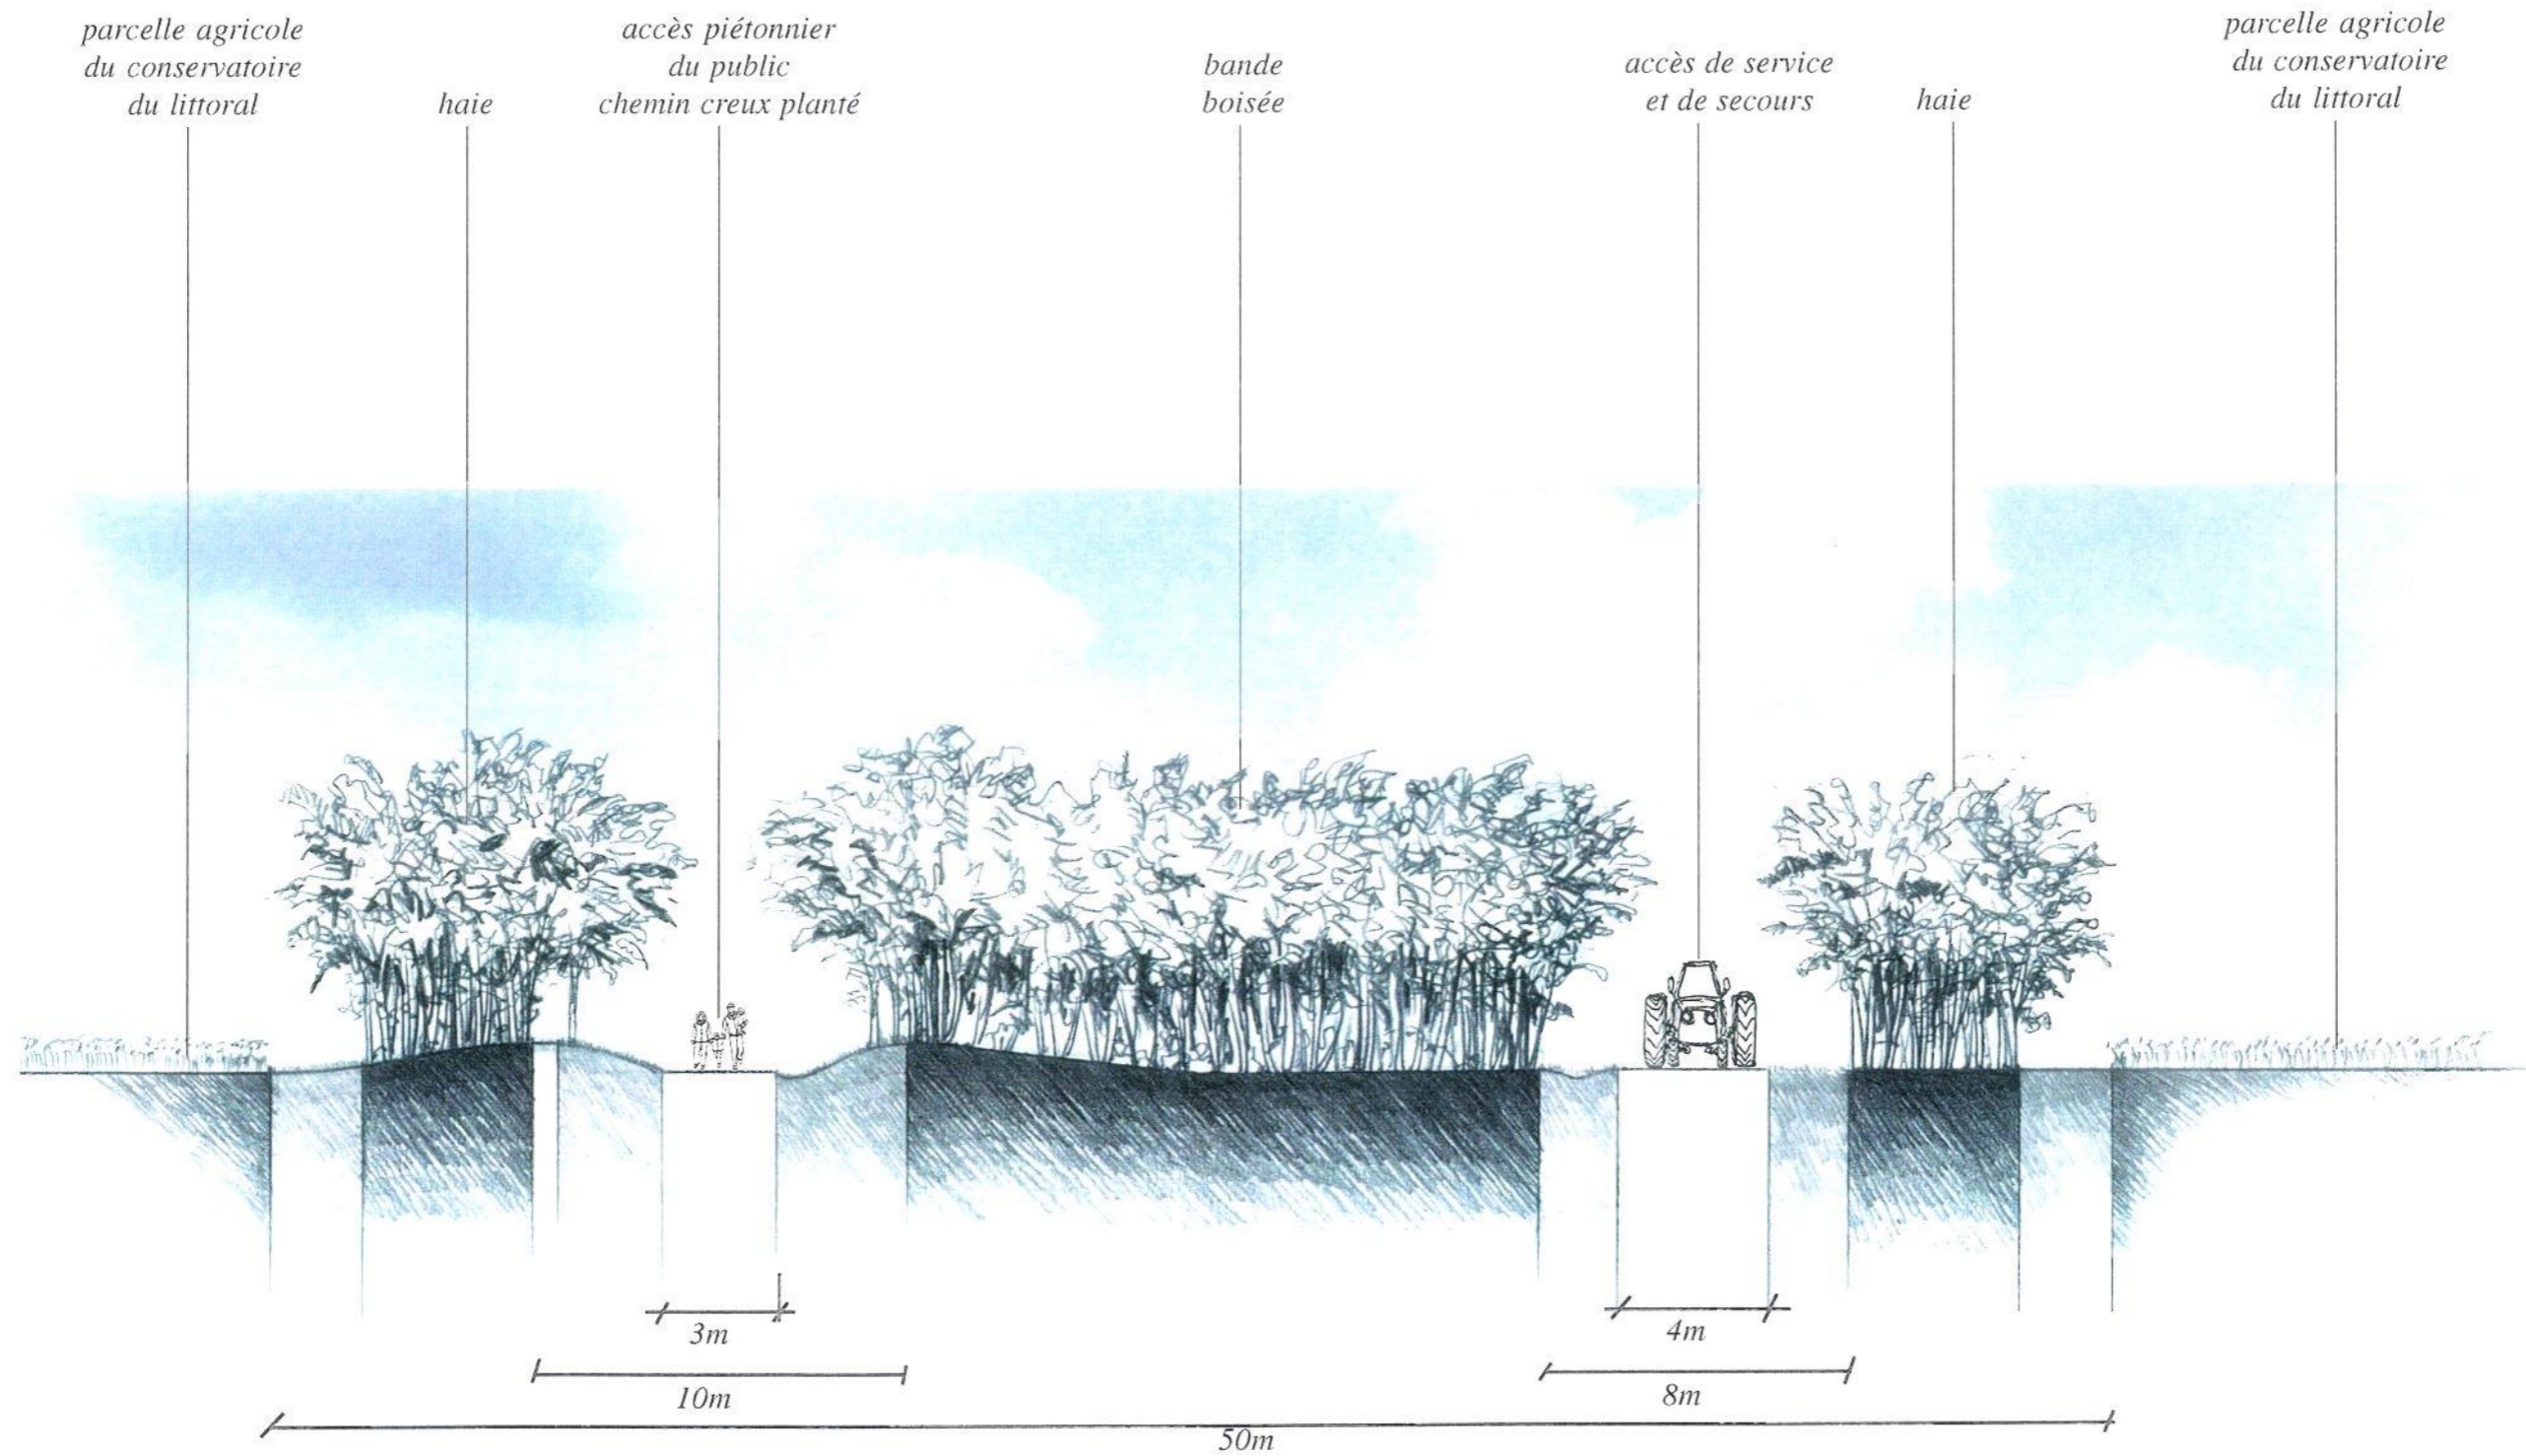 parcelle agricole
du conservatoire
du littoral
haie
accès piétonnier
du public
chemin creux planté
bande
boisée
accès de service
et de secours
haie
parcelle agricole
du conservatoire
du littoral
3m
4m
10m
8m
50m